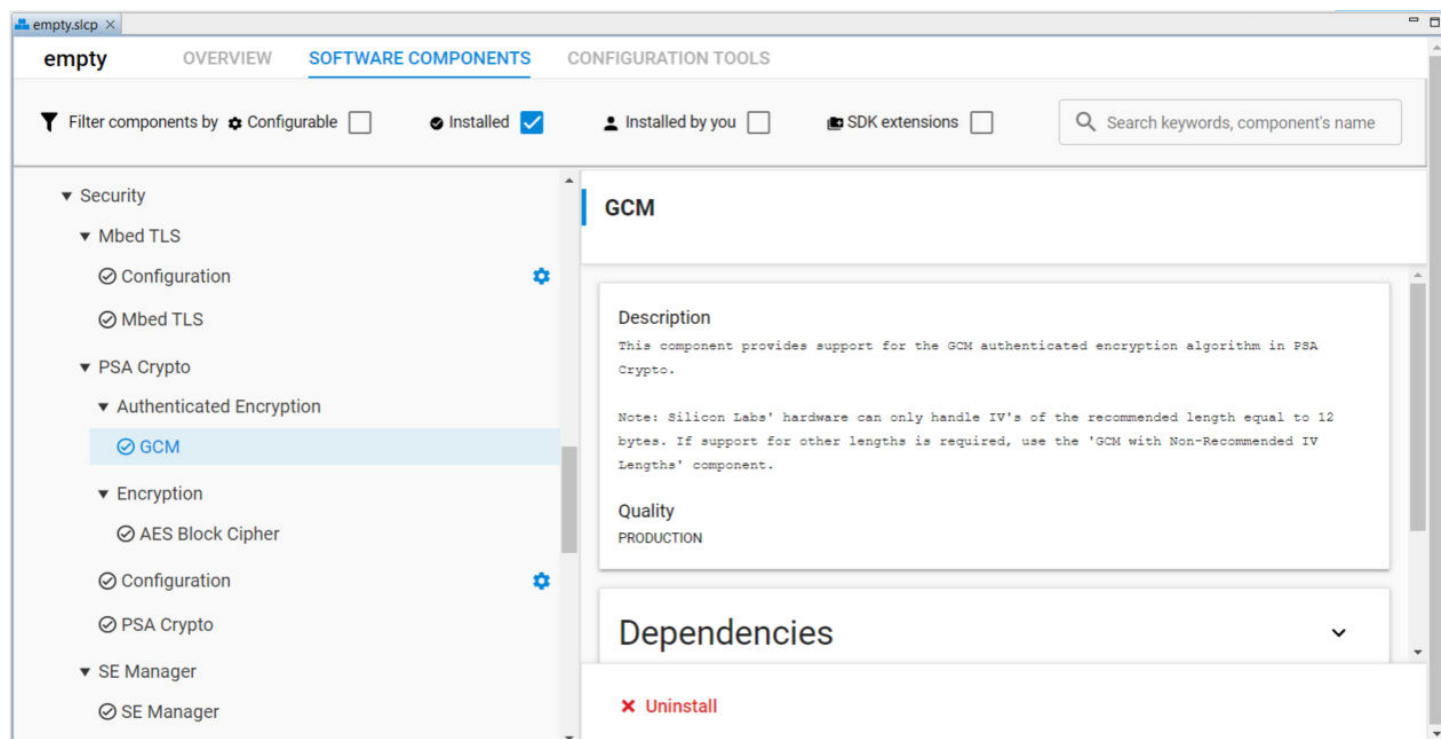 empty.slcp
empty OVERVIEW SOFTWARE COMPONENTS CONFIGURATION TOOLS
Filter components by Configurable Installed Installed by you SDK extensions Search keywords, component's name
Security
Mbed TLS
Configuration
Mbed TLS
PSA Crypto
Authenticated Encryption
GCM
Encryption
AES Block Cipher
Configuration
PSA Crypto
SE Manager
SE Manager
GCM
Description
This component provides support for the GCM authenticated encryption algorithm in PSA
Crypto.
Note: Silicon Labs' hardware can only handle IV's of the recommended length equal to 12
bytes. If support for other lengths is required, use the 'GCM with Non-Recommended IV
Lengths' component.
Quality
PRODUCTION
Dependencies
Uninstall